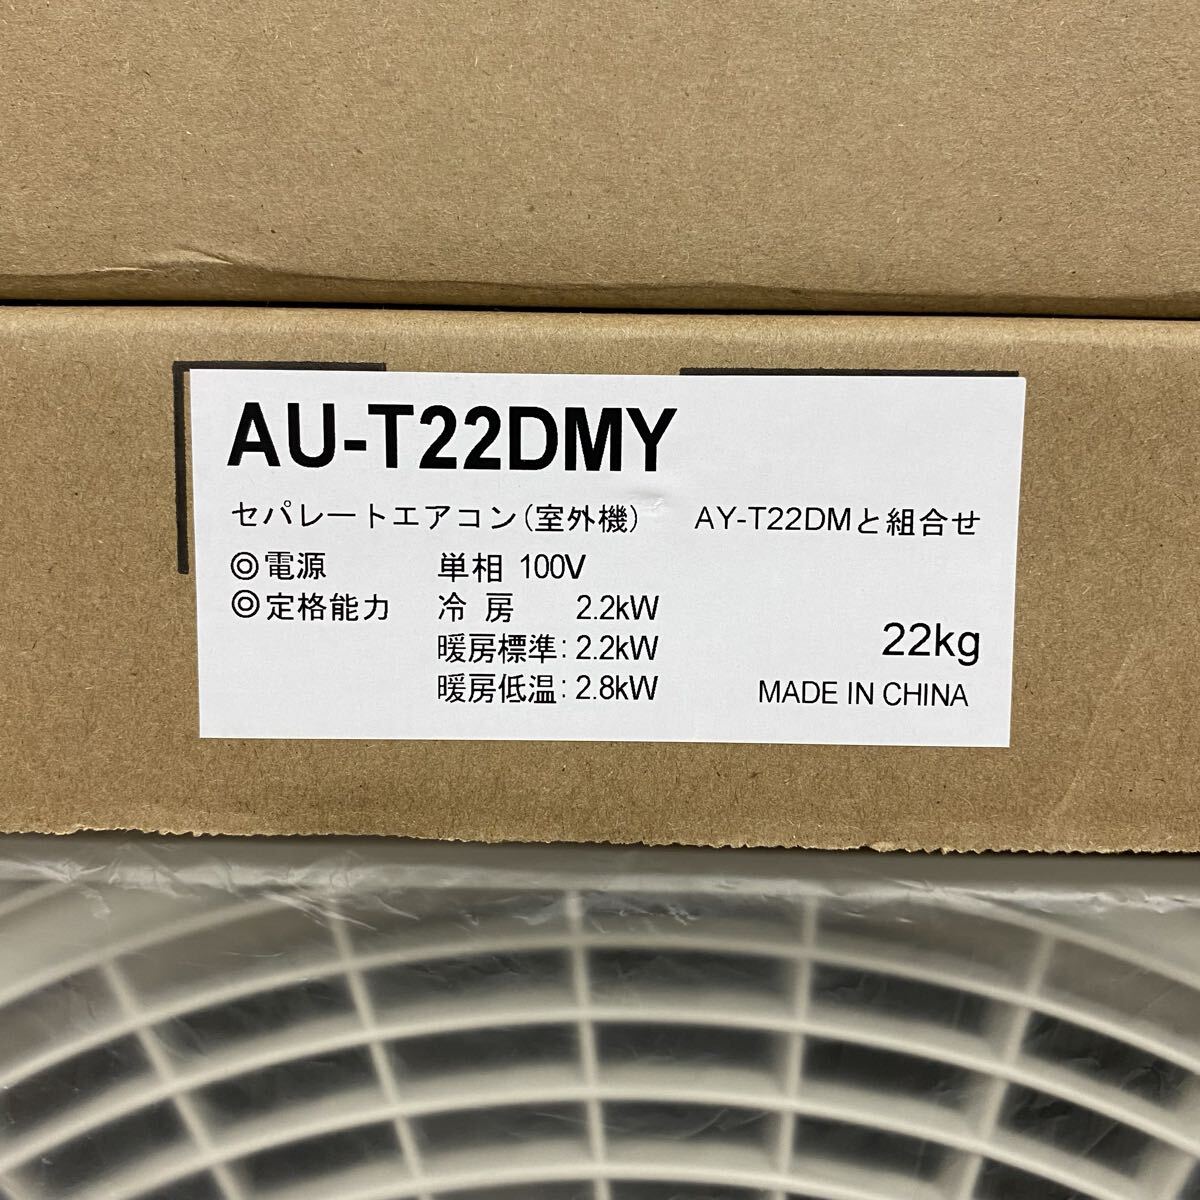 AU-T22DMY
セパレートエアコン(室外機) AY-T22DMと組合せ
◎電源 単相 100V
◎定格能力 冷房 2.2kW
暖房標準: 2.2kW
暖房低温: 2.8kW
22kg
MADE IN CHINA